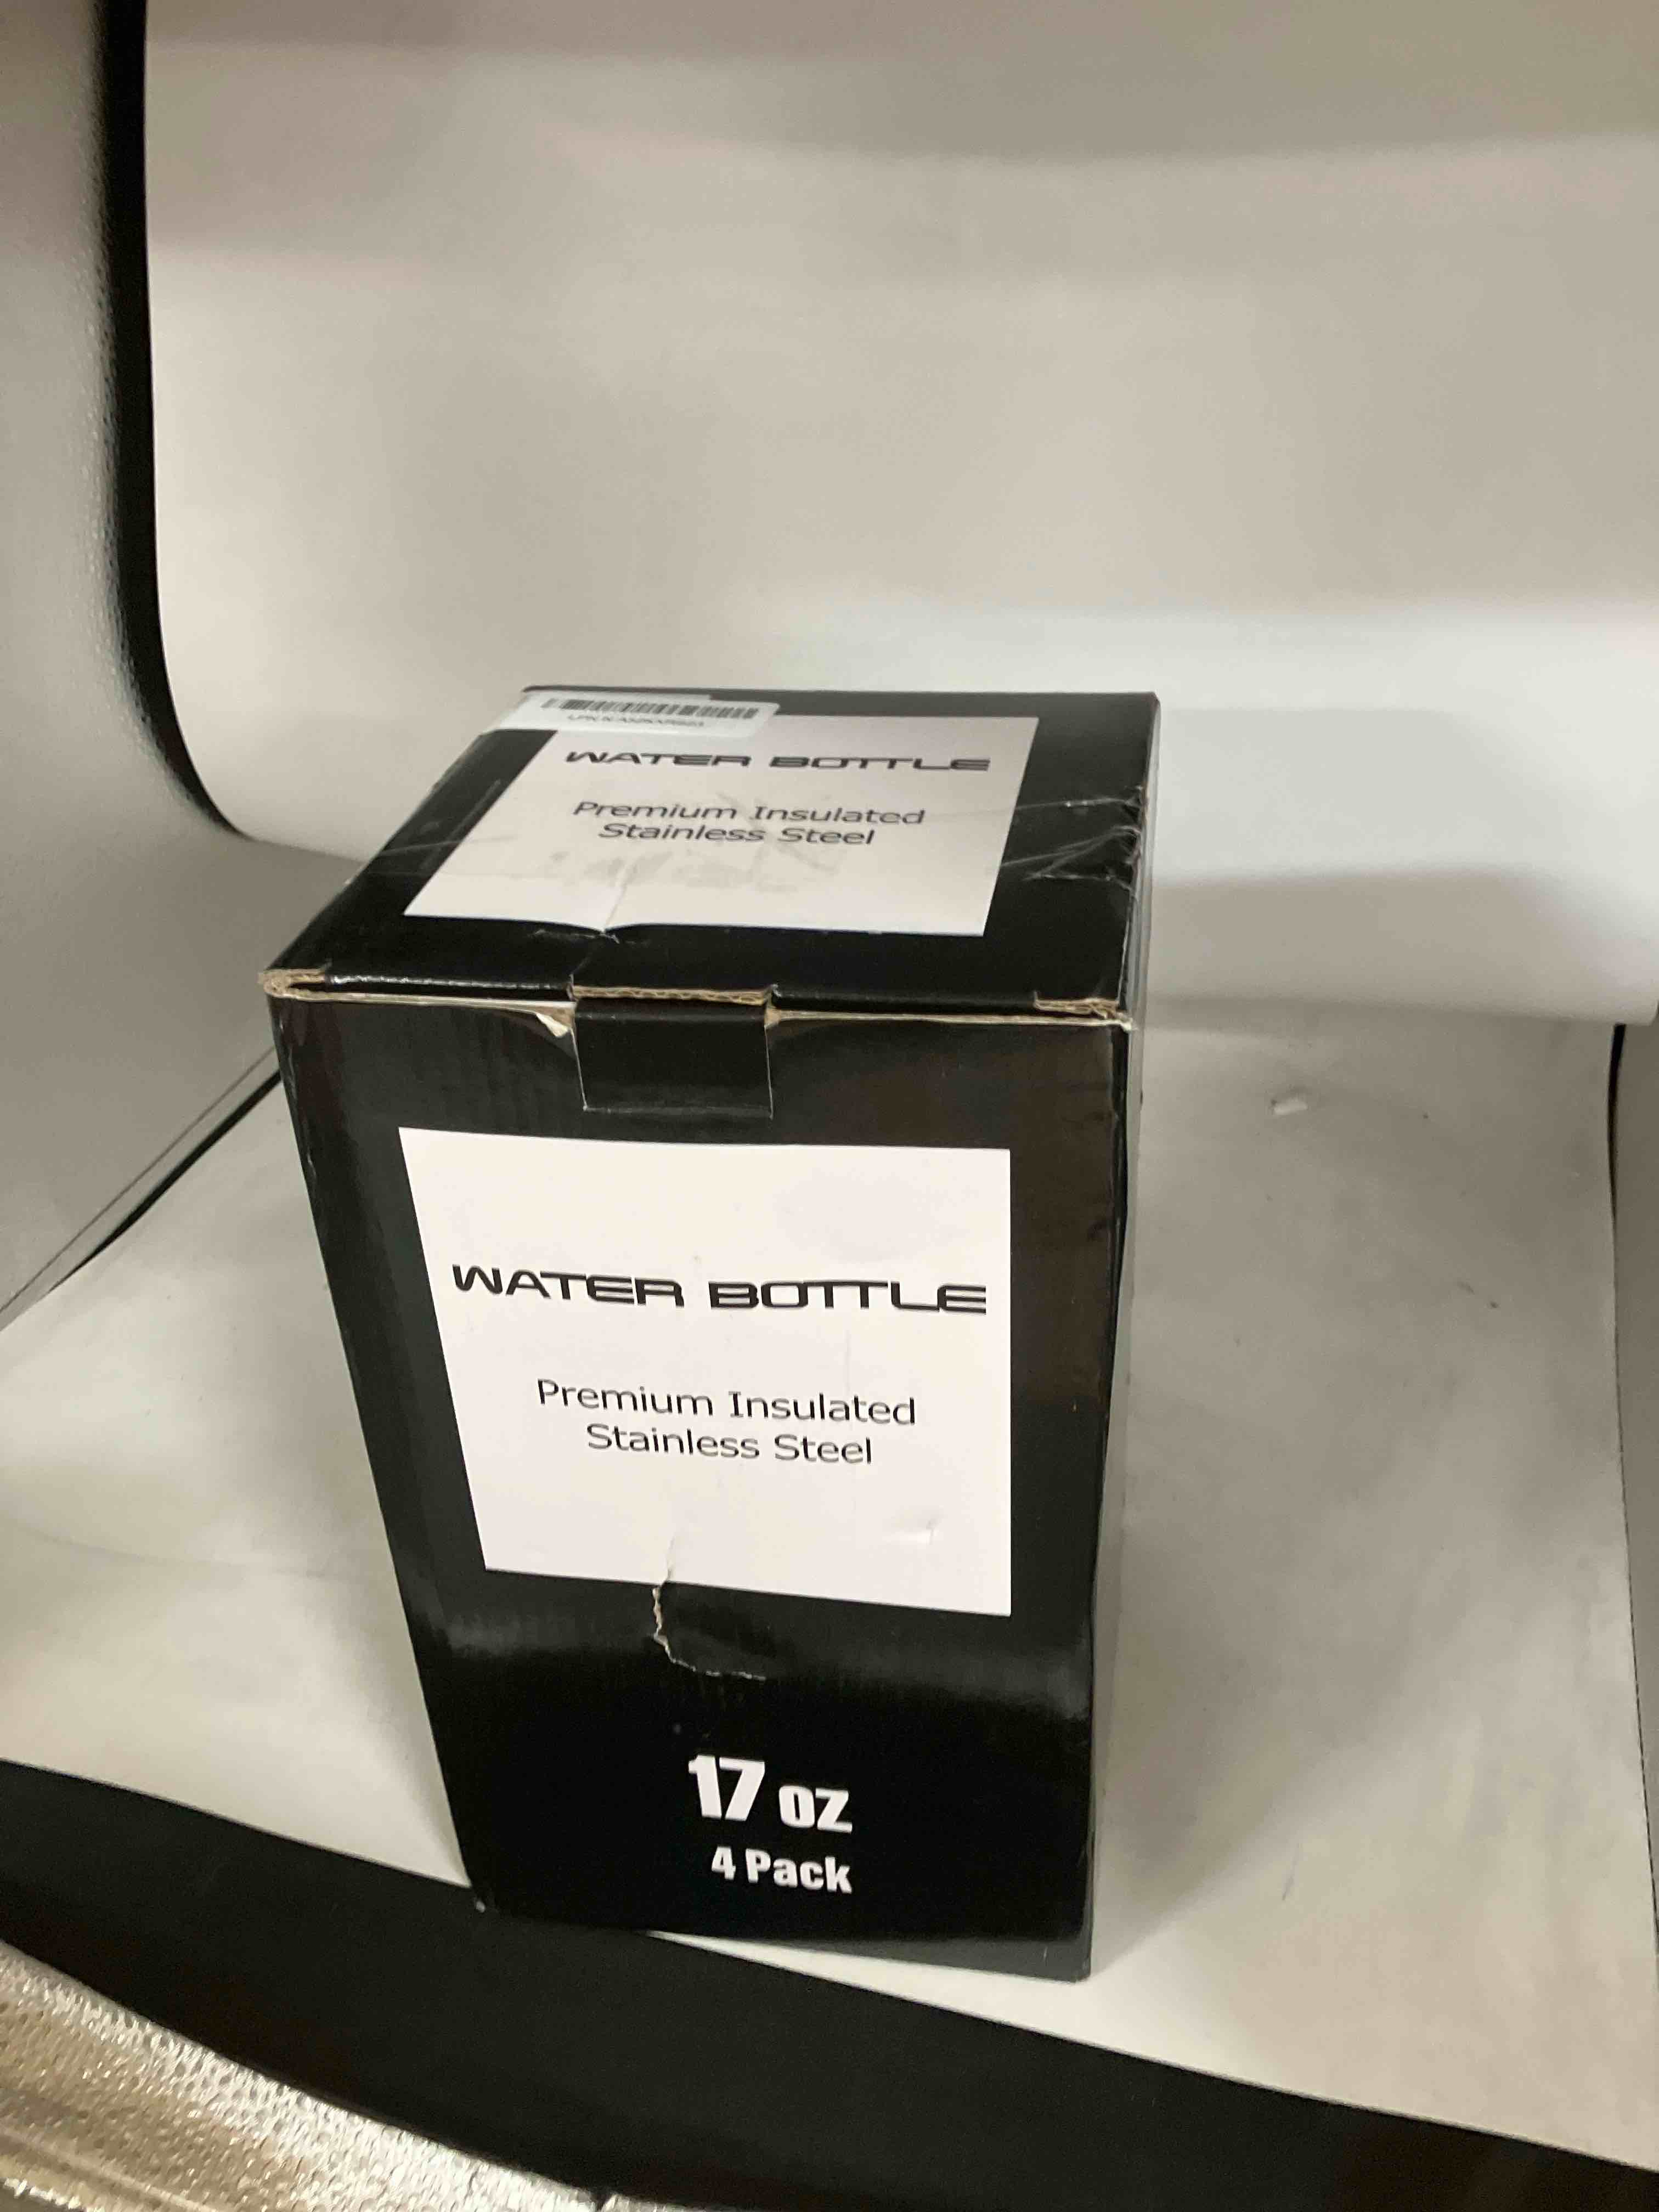 WATER BOTTLE
Premium Insulated
Stainless Steel
WATER BOTTLE
Premium Insulated
Stainless Steel
17 oz
4 Pack